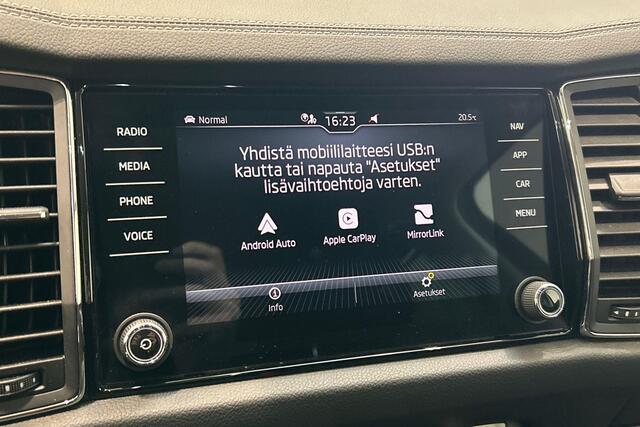 Normal 16:23 20.5°C
RADIO
MEDIA
PHONE
VOICE
Yhdistä mobiililaitteesi USB:n
kautta tai napauta "Asetukset"
lisävaihtoehtoja varten.
Android Auto Apple CarPlay MirrorLink
Info Asetukset
NAV
APP
CAR
MENU